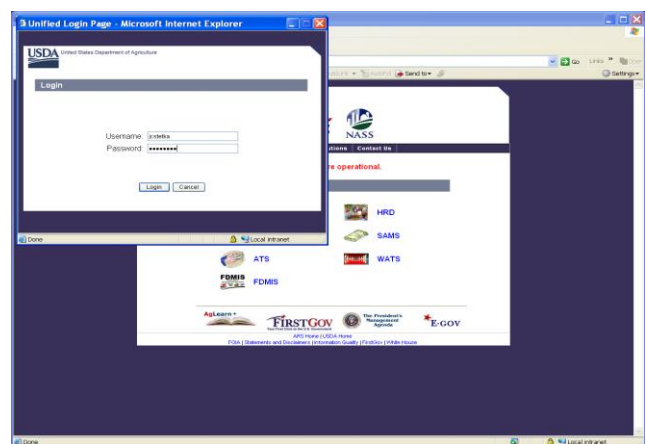 Unified Login Page - Microsoft Internet Explorer
USDA United States Department of Agriculture
Login
Username:
Password: ••••••••
Login Cancel
Done
Local intranet
Go Links »
Send to
Settings
NASS
Contact Us
re operational.
HRD
SAMS
ATS
WATS
FDMIS
FDMIS
AgLearn
FIRSTGOV
The President's Management Agenda
E-GOV
ARS Home | USDA Home
FOIA | Statements and Disclaimers | Information Quality | FirstGov | White House
Done
Local intranet